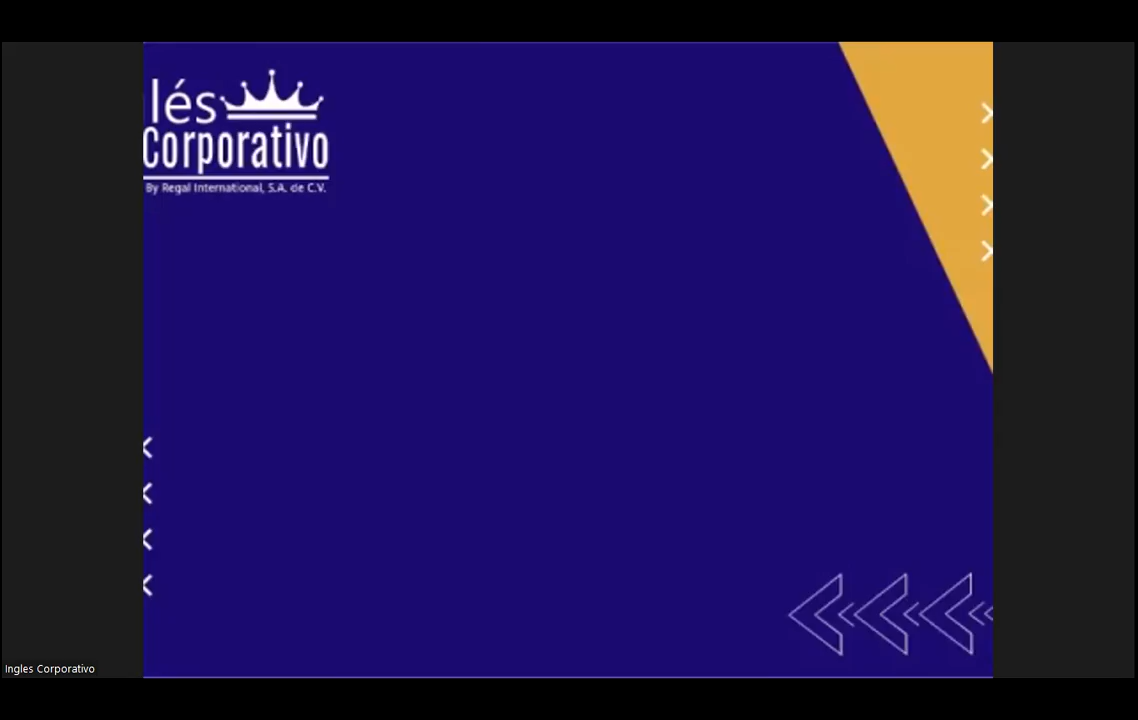 lés
Corporativo
By Regal International, S.A. de C.V.
Ingles Corporativo